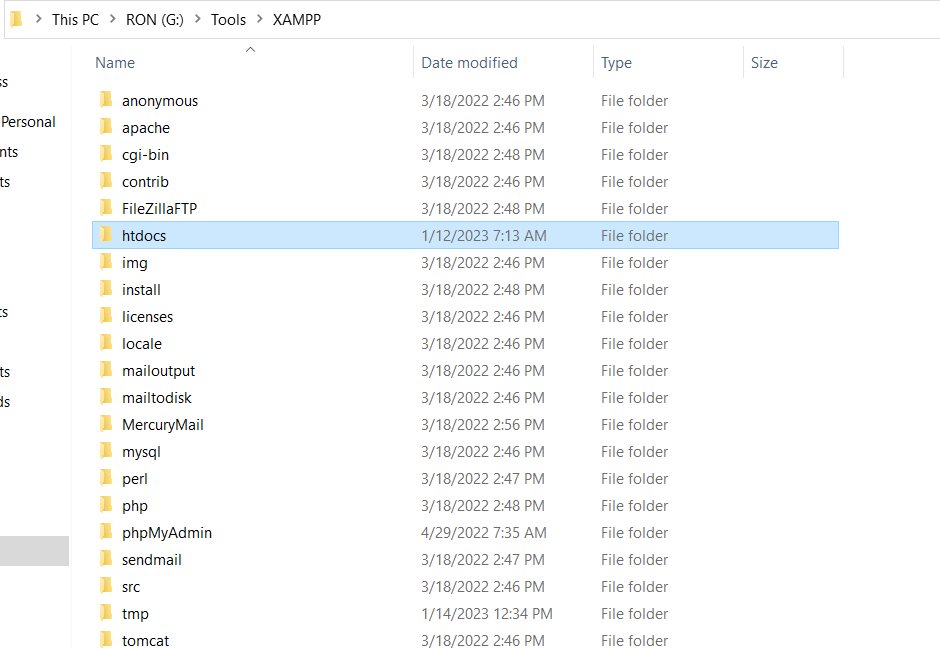 This PC > RON (G:) > Tools > XAMPP
Name Date modified Type Size
ss
Personal
nts
ts
ts
ts
ds
anonymous 3/18/2022 2:46 PM File folder
apache 3/18/2022 2:46 PM File folder
cgi-bin 3/18/2022 2:48 PM File folder
contrib 3/18/2022 2:46 PM File folder
FileZillaFTP 3/18/2022 2:48 PM File folder
htdocs 1/12/2023 7:13 AM File folder
img 3/18/2022 2:46 PM File folder
install 3/18/2022 2:48 PM File folder
licenses 3/18/2022 2:46 PM File folder
locale 3/18/2022 2:46 PM File folder
mailoutput 3/18/2022 2:46 PM File folder
mailtodisk 3/18/2022 2:46 PM File folder
MercuryMail 3/18/2022 2:56 PM File folder
mysql 3/18/2022 2:46 PM File folder
perl 3/18/2022 2:47 PM File folder
php 3/18/2022 2:48 PM File folder
phpMyAdmin 4/29/2022 7:35 AM File folder
sendmail 3/18/2022 2:47 PM File folder
src 3/18/2022 2:46 PM File folder
tmp 1/14/2023 12:34 PM File folder
tomcat 3/18/2022 2:46 PM File folder